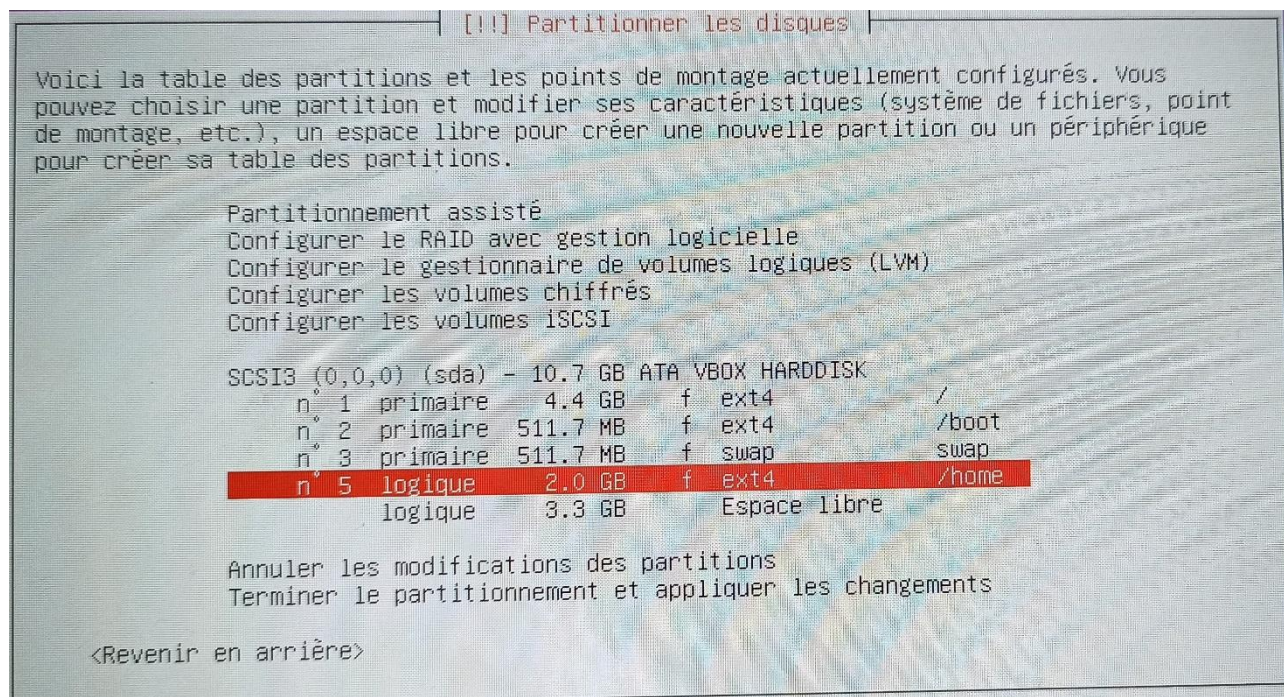 [!!] Partitionner les disques
Voici la table des partitions et les points de montage actuellement configurés. Vous
pouvez choisir une partition et modifier ses caractéristiques (système de fichiers, point
de montage, etc.), un espace libre pour créer une nouvelle partition ou un périphérique
pour créer sa table des partitions.
Partitionnement assisté
Configurer le RAID avec gestion logicielle
Configurer le gestionnaire de volumes logiques (LVM)
Configurer les volumes chiffrés
Configurer les volumes iSCSI
SCSI3 (0,0,0) (sda) - 10.7 GB ATA VBOX HARDDISK
n° 1 primaire 4.4 GB f ext4 /
n° 2 primaire 511.7 MB f ext4 /boot
n° 3 primaire 511.7 MB f swap swap
n° 5 logique 2.0 GB f ext4 /home
logique 3.3 GB Espace libre
Annuler les modifications des partitions
Terminer le partitionnement et appliquer les changements
<Revenir en arrière>